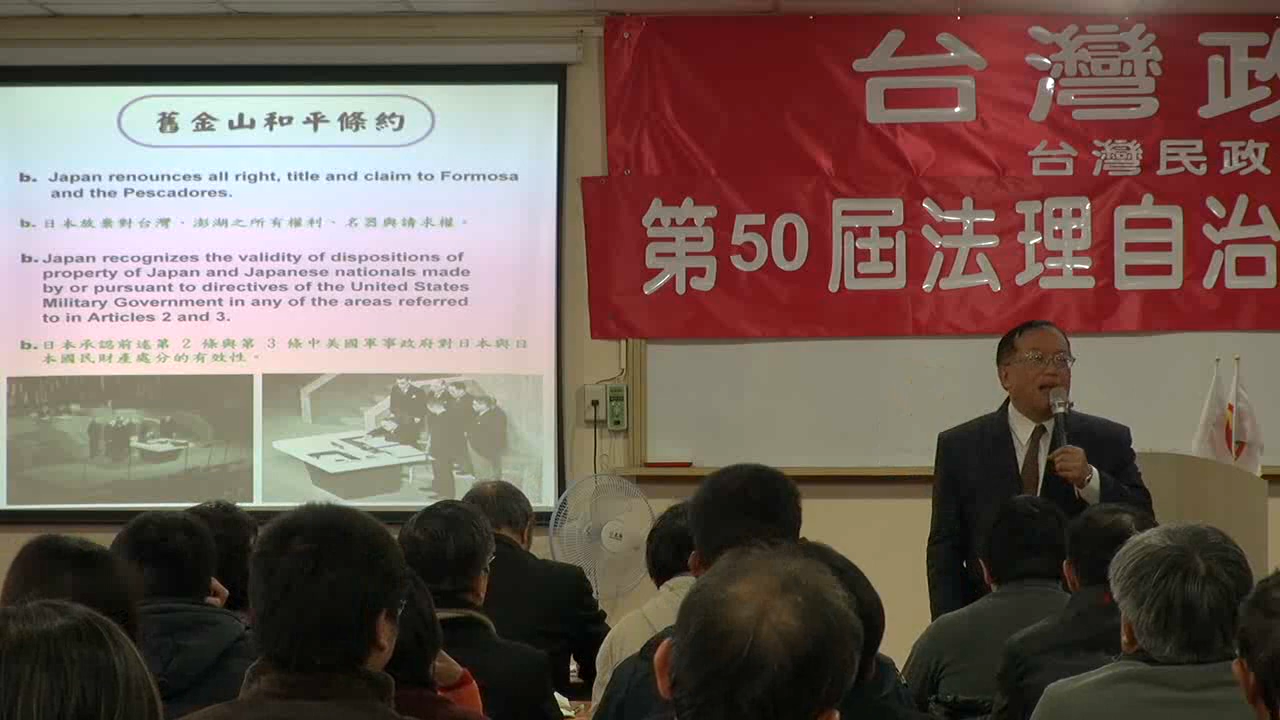 舊金山和平條約
b. Japan renounces all right, title and claim to Formosa
and the Pescadores.
b. 日本放棄對台灣、澎湖之所有權利、名器與請求權。
b. Japan recognizes the validity of dispositions of
property of Japan and Japanese nationals made
by or pursuant to directives of the United States
Military Government in any of the areas referred
to in Articles 2 and 3.
b. 日本承認前述第 2 條與第 3 條中美國軍事政府對日本與日
本國民財產處分的有效性。
台灣政
台灣民政
第50屆法理自治